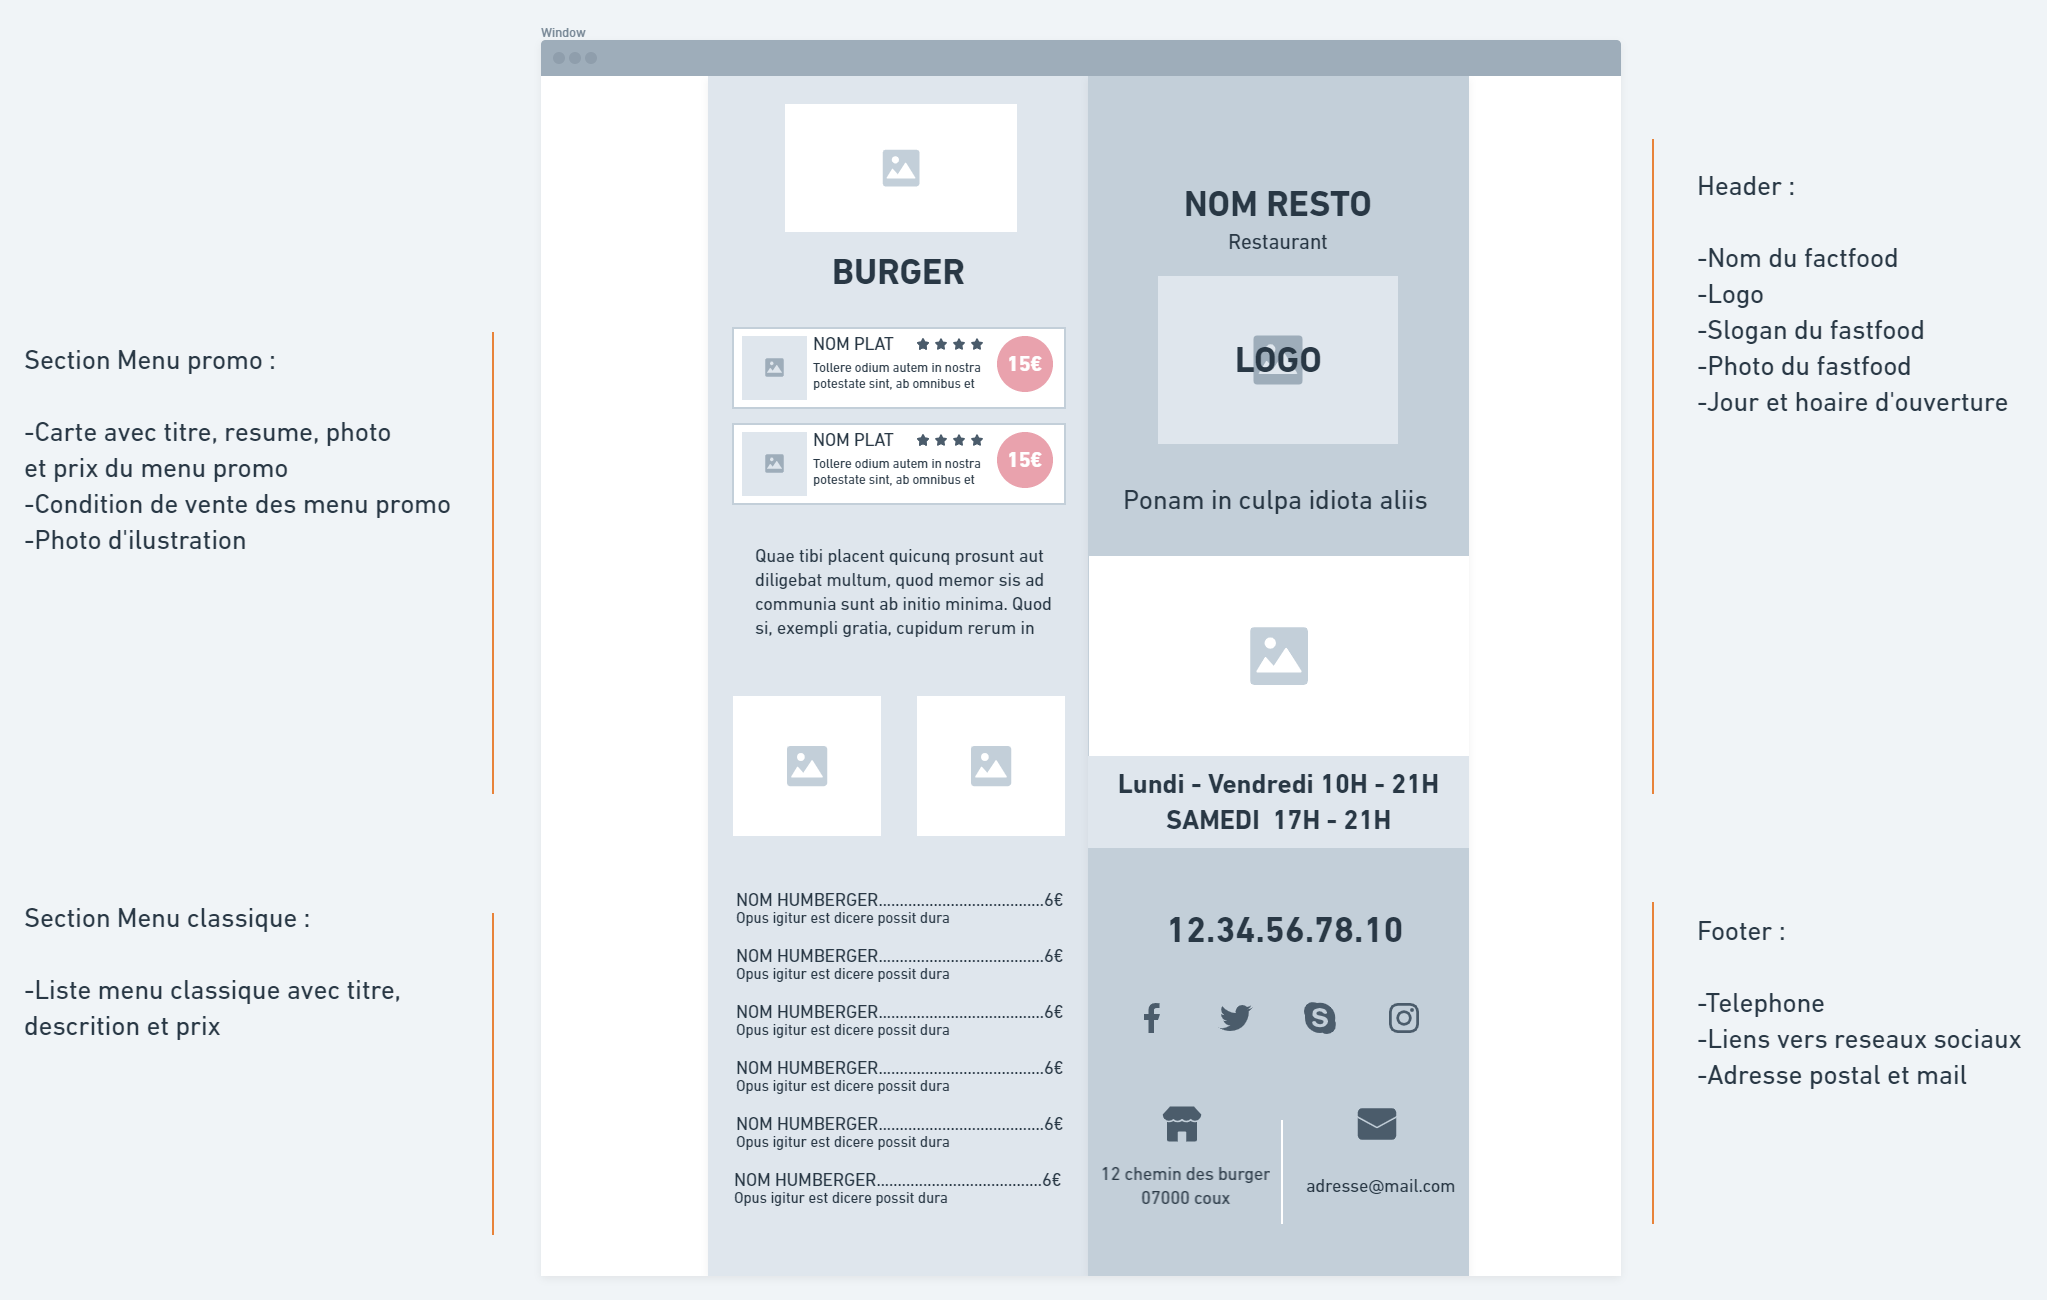 Window
Section Menu promo :
-Carte avec titre, resume, photo
et prix du menu promo
-Condition de vente des menu promo
-Photo d'ilustration
Section Menu classique :
-Liste menu classique avec titre,
descrition et prix
BURGER
NOM PLAT
Tollere odium autem in nostra
potestate sint, ab omnibus et
15€
NOM PLAT
Tollere odium autem in nostra
potestate sint, ab omnibus et
15€
Quae tibi placent quicunq prosunt aut
diligebat multum, quod memor sis ad
communia sunt ab initio minima. Quod
si, exempli gratia, cupidum rerum in
NOM HUMBERGER.......................................6€
Opus igitur est dicere possit dura
NOM HUMBERGER.......................................6€
Opus igitur est dicere possit dura
NOM HUMBERGER.......................................6€
Opus igitur est dicere possit dura
NOM HUMBERGER.......................................6€
Opus igitur est dicere possit dura
NOM HUMBERGER.......................................6€
Opus igitur est dicere possit dura
NOM HUMBERGER.......................................6€
Opus igitur est dicere possit dura
NOM RESTO
Restaurant
LOGO
Ponam in culpa idiota aliis
Lundi - Vendredi 10H - 21H
SAMEDI 17H - 21H
12.34.56.78.10
12 chemin des burger
07000 coux
adresse@mail.com
Header :
-Nom du factfood
-Logo
-Slogan du fastfood
-Photo du fastfood
-Jour et hoaire d'ouverture
Footer :
-Telephone
-Liens vers reseaux sociaux
-Adresse postal et mail